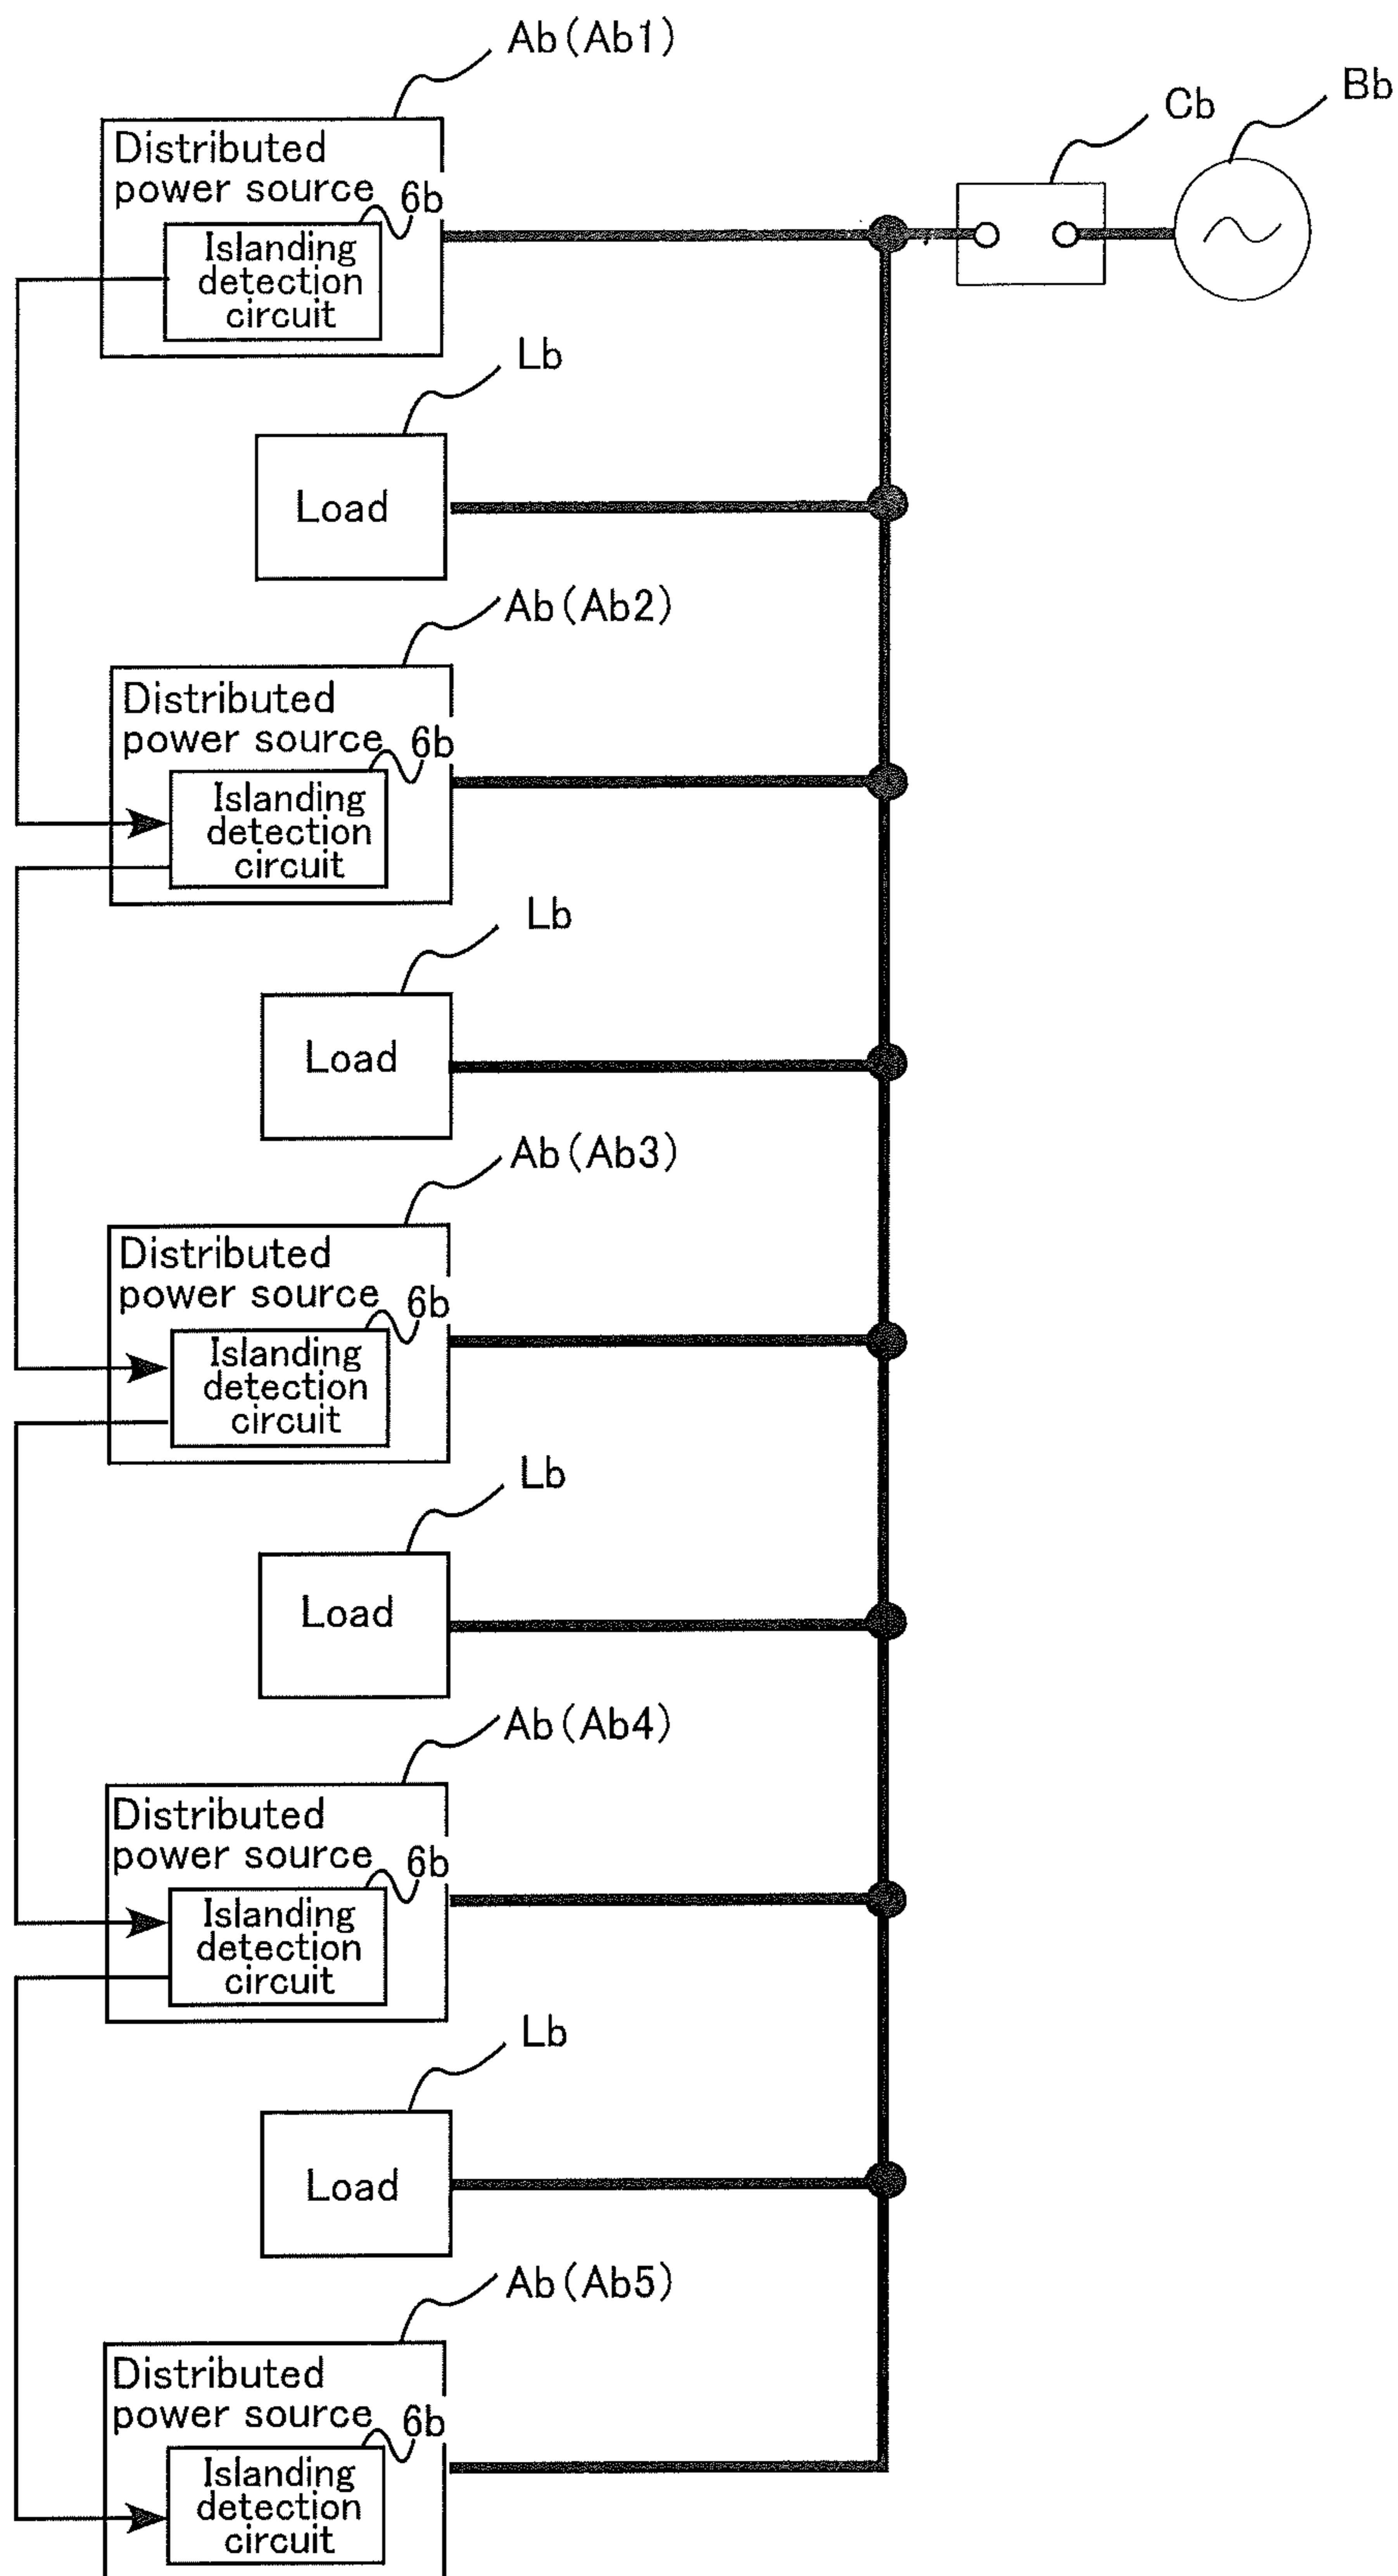 Ab(Ab1)
Cb
Bb
Distributed
power source
6b
Islanding
detection
circuit
Lb
Load
Ab(Ab2)
Distributed
power source
6b
Islanding
detection
circuit
Lb
Load
Ab(Ab3)
Distributed
power source
6b
Islanding
detection
circuit
Lb
Load
Ab(Ab4)
Distributed
power source
6b
Islanding
detection
circuit
Lb
Load
Ab(Ab5)
Distributed
power source
6b
Islanding
detection
circuit